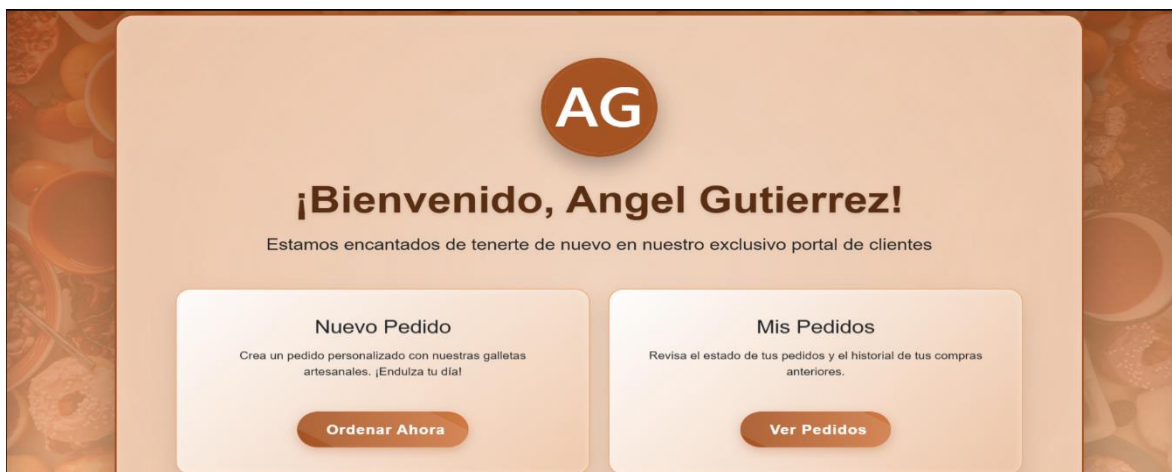 AG
¡Bienvenido, Angel Gutierrez!
Estamos encantados de tenerte de nuevo en nuestro exclusivo portal de clientes
Nuevo Pedido
Crea un pedido personalizado con nuestras galletas
artesanales. ¡Endulza tu día!
Ordenar Ahora
Mis Pedidos
Revisa el estado de tus pedidos y el historial de tus compras
anteriores.
Ver Pedidos